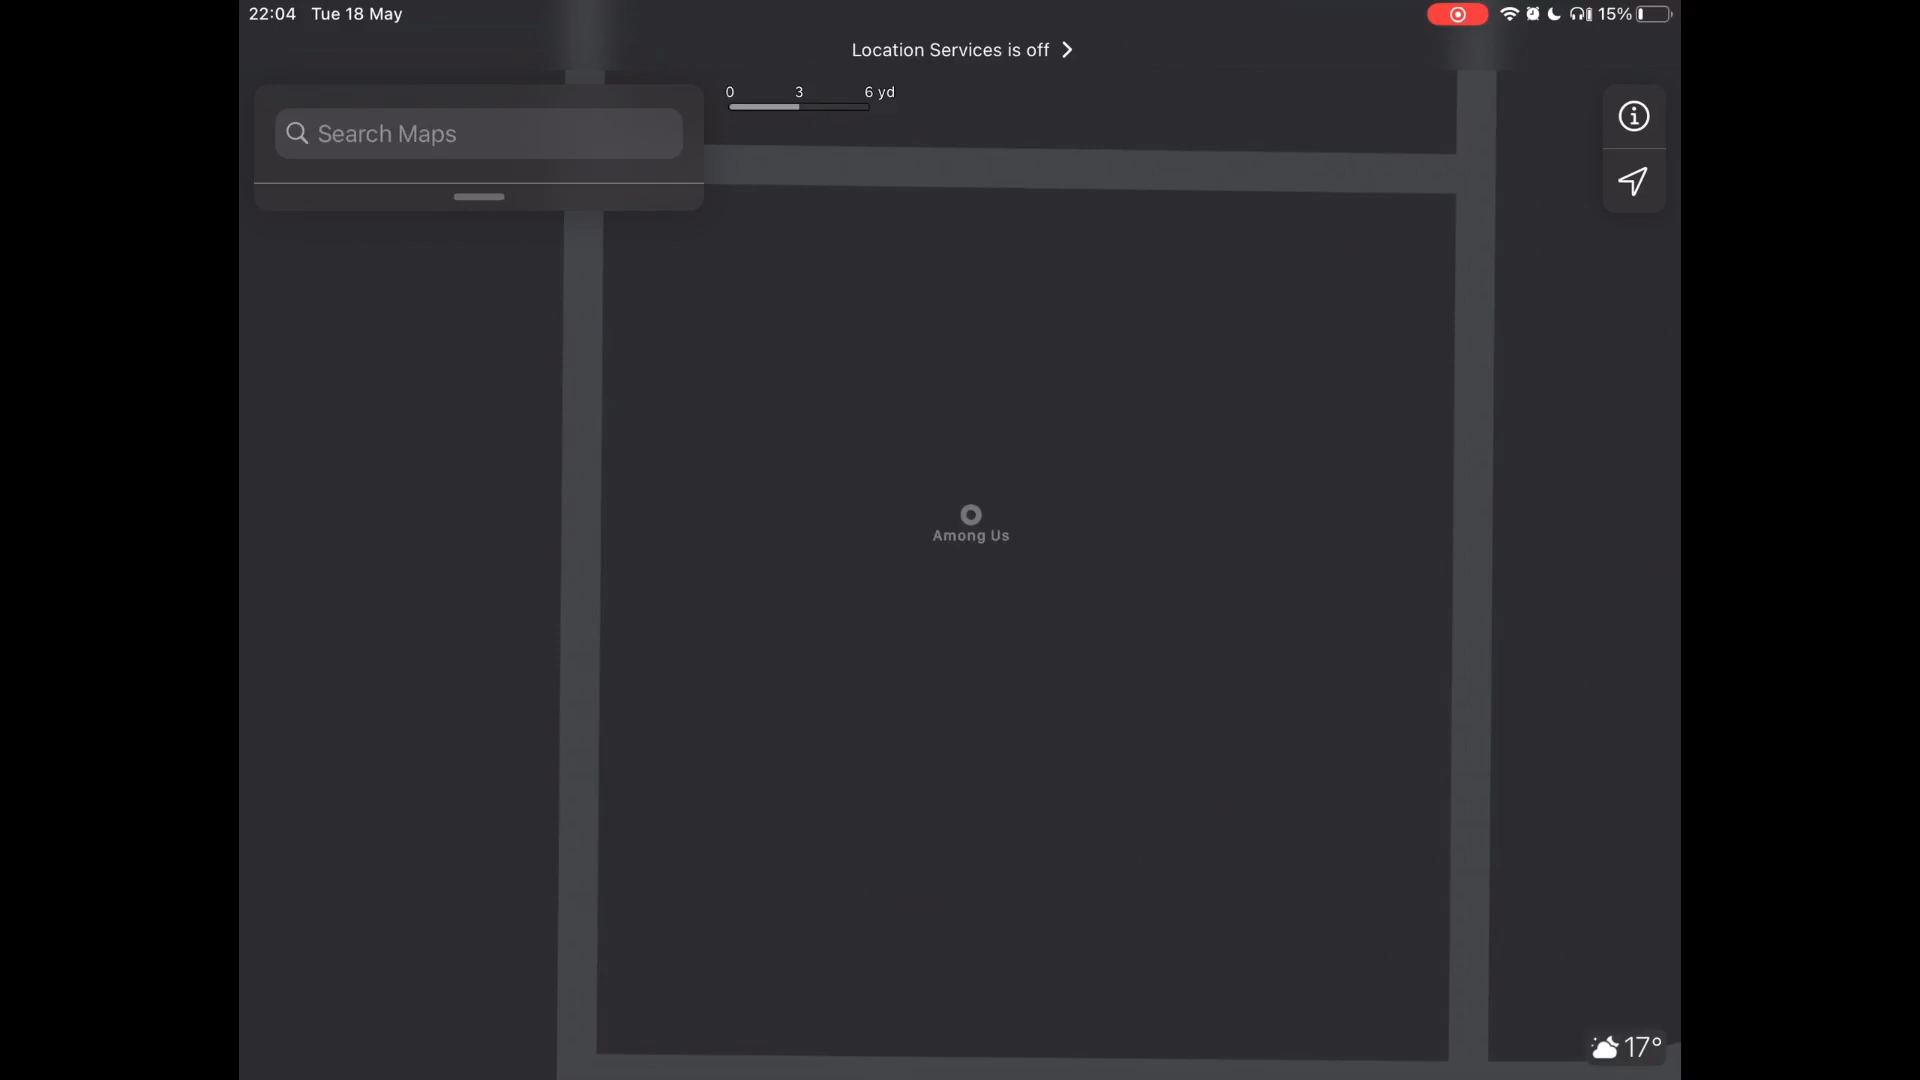 22:04 Tue 18 May
15%
Location Services is off
0 3 6 yd
Search Maps
Among Us
17°